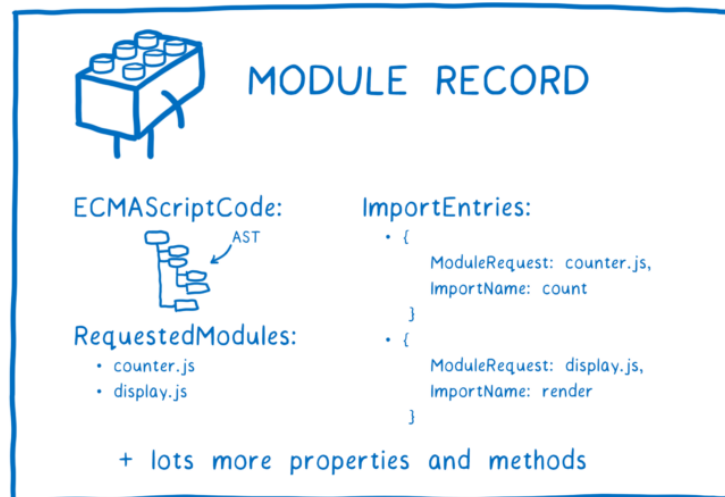 MODULE RECORD
ECMAScriptCode:
AST
RequestedModules:
• counter.js
• display.js
ImportEntries:
• {
ModuleRequest: counter.js,
ImportName: count
}
• {
ModuleRequest: display.js,
ImportName: render
}
+ lots more properties and methods